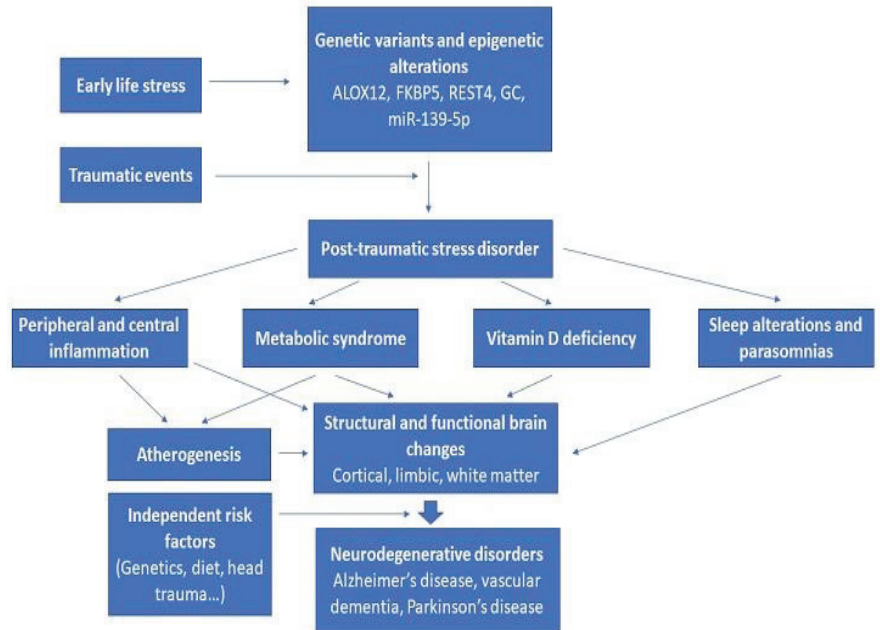 Genetic variants and epigenetic
alterations
ALOX12, FKBP5, REST4, GC,
miR-139-5p
Early life stress
Traumatic events
Post-traumatic stress disorder
Peripheral and central
inflammation
Metabolic syndrome
Vitamin D deficiency
Sleep alterations and
parasomnias
Atherogenesis
Structural and functional brain
changes
Cortical, limbic, white matter
Independent risk
factors
(Genetics, diet, head
trauma...)
Neurodegenerative disorders
Alzheimer's disease, vascular
dementia, Parkinson's disease